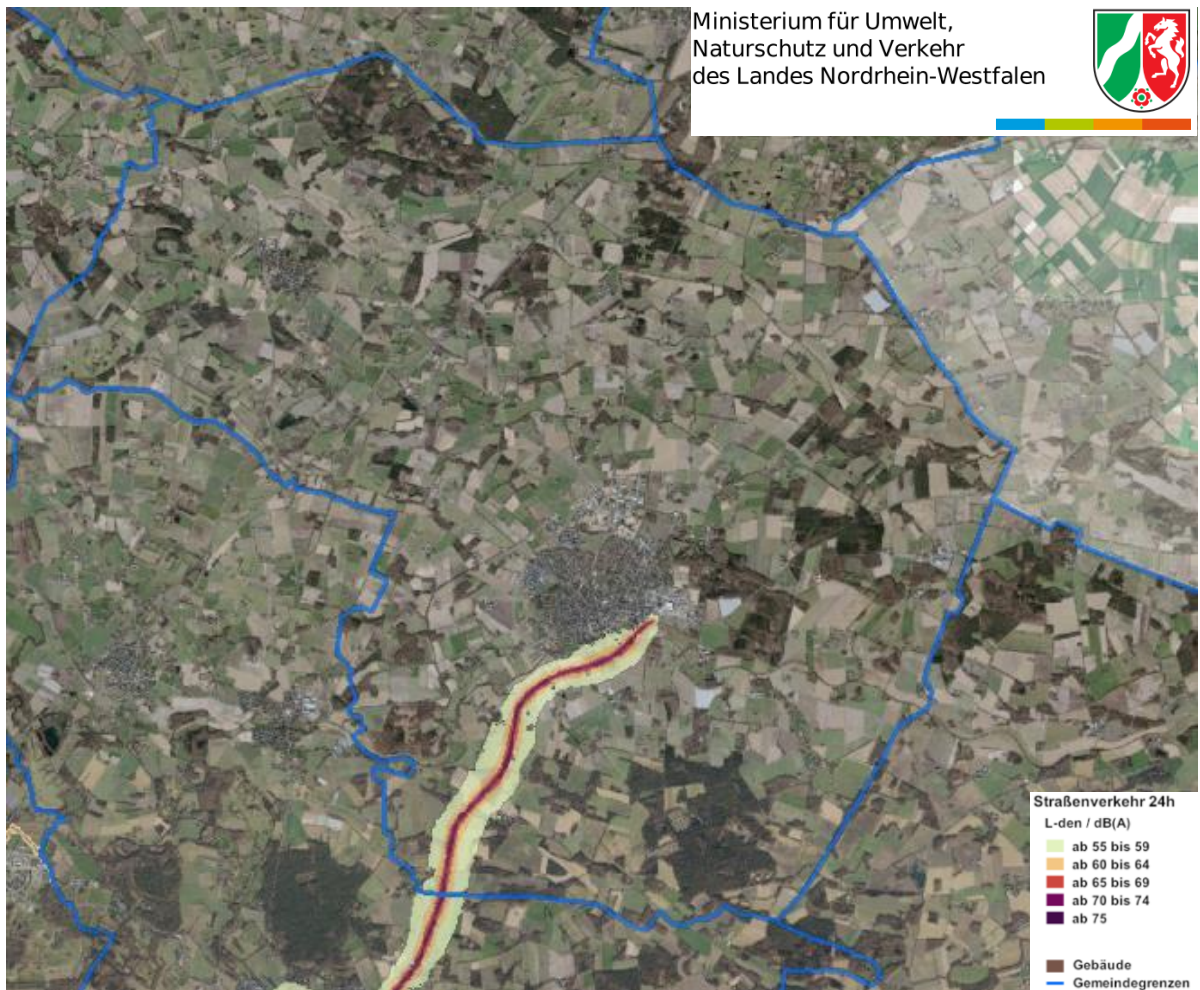 Ministerium für Umwelt,
Naturschutz und Verkehr
des Landes Nordrhein-Westfalen
Straßenverkehr 24h
L-den / dB(A)
ab 55 bis 59
ab 60 bis 64
ab 65 bis 69
ab 70 bis 74
ab 75
Gebäude
Gemeindegrenzen